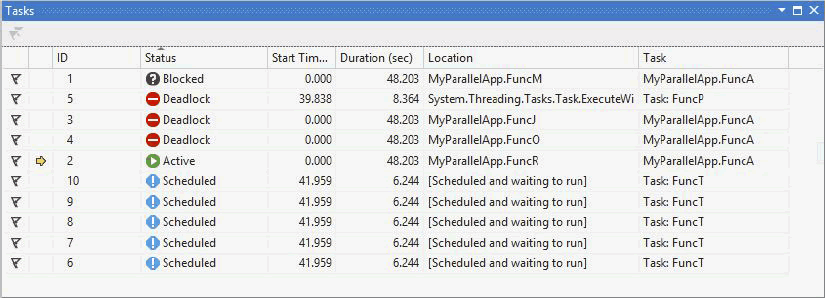 Tasks
ID Status Start Tim... Duration (sec) Location Task
1 Blocked 0.000 48.203 MyParallelApp.FuncM MyParallelApp.FuncA
5 Deadlock 39.838 8.364 System.Threading.Tasks.Task.ExecuteWi Task: FuncP
3 Deadlock 0.000 48.203 MyParallelApp.FuncJ MyParallelApp.FuncA
4 Deadlock 0.000 48.203 MyParallelApp.FuncO MyParallelApp.FuncA
2 Active 0.000 48.203 MyParallelApp.FuncR MyParallelApp.FuncA
10 Scheduled 41.959 6.244 [Scheduled and waiting to run] Task: FuncT
9 Scheduled 41.959 6.244 [Scheduled and waiting to run] Task: FuncT
8 Scheduled 41.959 6.244 [Scheduled and waiting to run] Task: FuncT
7 Scheduled 41.959 6.244 [Scheduled and waiting to run] Task: FuncT
6 Scheduled 41.959 6.244 [Scheduled and waiting to run] Task: FuncT